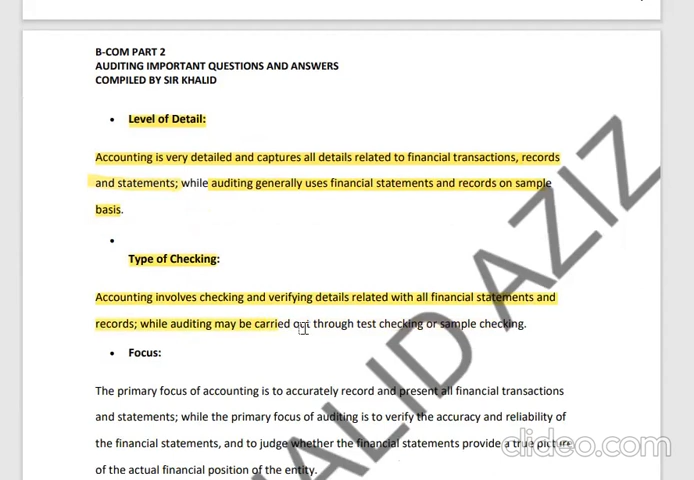 B-COM PART 2
AUDITING IMPORTANT QUESTIONS AND ANSWERS
COMPILED BY SIR KHALID
• Level of Detail:
Accounting is very detailed and captures all details related to financial transactions, records
and statements; while auditing generally uses financial statements and records on sample
basis.
•
Type of Checking:
Accounting involves checking and verifying details related with all financial statements and
records; while auditing may be carried out through test checking or sample checking.
• Focus:
The primary focus of accounting is to accurately record and present all financial transactions
and statements; while the primary focus of auditing is to verify the accuracy and reliability of
the financial statements, and to judge whether the financial statements provide a true picture
of the actual financial position of the entity.
HALID AZIZ
clideo.com